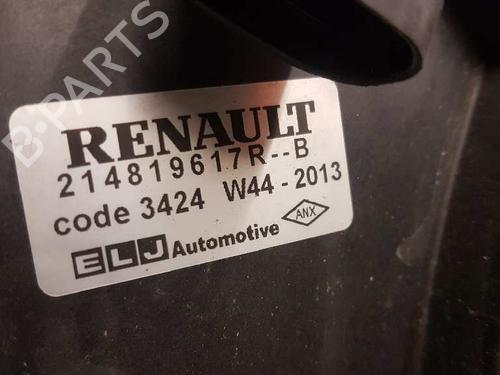 B-PARTS
RENAULT
214819617R--B
code 3424 W44-2013
ANX
ELJ Automotive